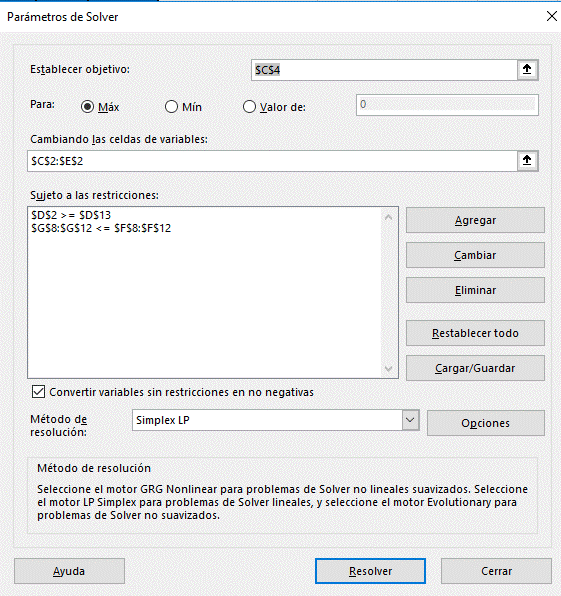 Parámetros de Solver
Establecer objetivo: $C$4
Para: Máx Mín Valor de: 0
Cambiando las celdas de variables:
$C$2:$E$2
Sujeto a las restricciones:
$D$2 >= $D$13
$G$8:$G$12 <= $F$8:$F$12
Agregar
Cambiar
Eliminar
Restablecer todo
Cargar/Guardar
Convertir variables sin restricciones en no negativas
Método de
resolución:
Simplex LP
Opciones
Método de resolución
Seleccione el motor GRG Nonlinear para problemas de Solver no lineales suavizados. Seleccione
el motor LP Simplex para problemas de Solver lineales, y seleccione el motor Evolutionary para
problemas de Solver no suavizados.
Ayuda Resolver Cerrar